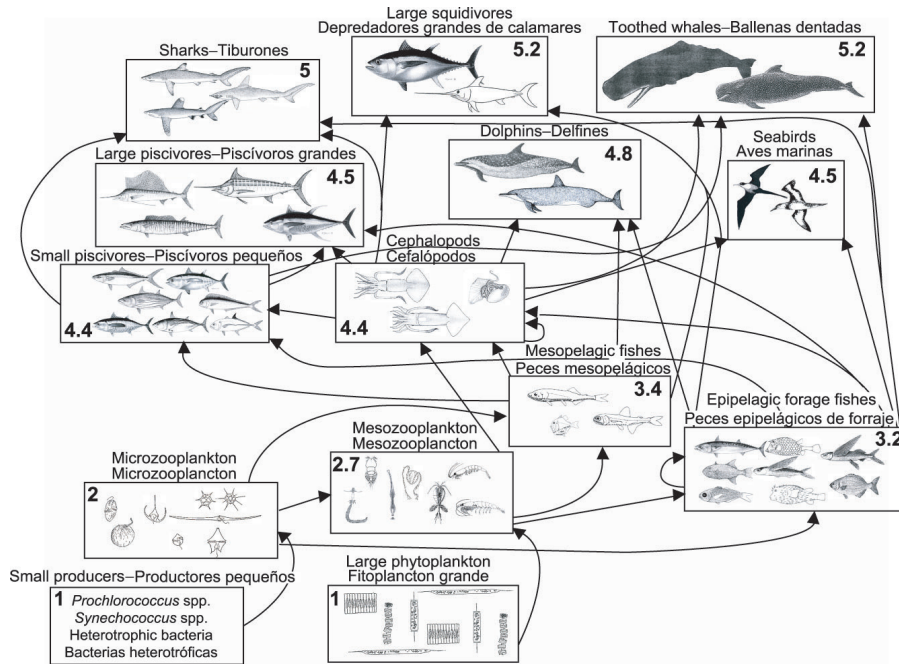 Large squidivores
Depredadores grandes de calamares
5.2
Toothed whales–Ballenas dentadas
5.2
Sharks–Tiburones
5
Dolphins–Delfines
4.8
Seabirds
Aves marinas
4.5
Large piscivores–Piscívoros grandes
4.5
Small piscivores–Piscívoros pequeños
4.4
Cephalopods
Cefalópodos
4.4
Mesopelagic fishes
Peces mesopelágicos
3.4
Epipelagic forage fishes
Peces epipelágicos de forraje
3.2
Mesozooplankton
Mesozooplancton
2.7
Microzooplankton
Microzooplancton
2
Small producers–Productores pequeños
1 Prochlorococcus spp.
Synechococcus spp.
Heterotrophic bacteria
Bacterias heterotróficas
Large phytoplankton
Fitoplancton grande
1